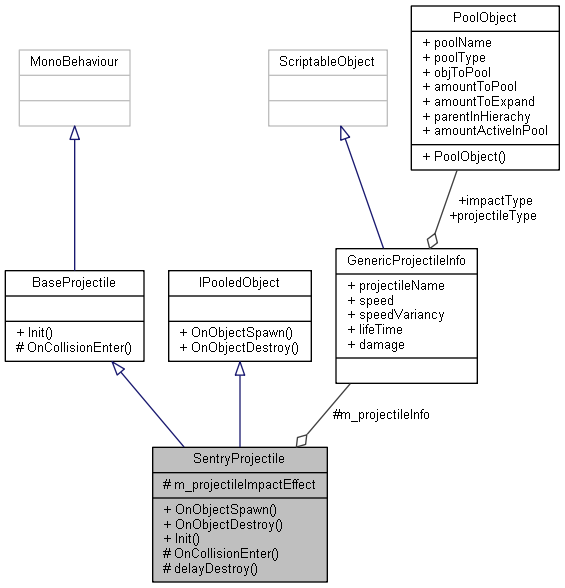 PoolObject
+ poolName
+ poolType
+ objToPool
+ amountToPool
+ amountToExpand
+ parentInHierachy
+ amountActiveInPool
+ PoolObject()
MonoBehaviour
ScriptableObject
+impactType
+projectileType
GenericProjectileInfo
+ projectileName
+ speed
+ speedVariancy
+ lifeTime
+ damage
BaseProjectile
+ Init()
# OnCollisionEnter()
IPooledObject
+ OnObjectSpawn()
+ OnObjectDestroy()
#m_projectileInfo
SentryProjectile
# m_projectileImpactEffect
+ OnObjectSpawn()
+ OnObjectDestroy()
+ Init()
# OnCollisionEnter()
# delayDestroy()